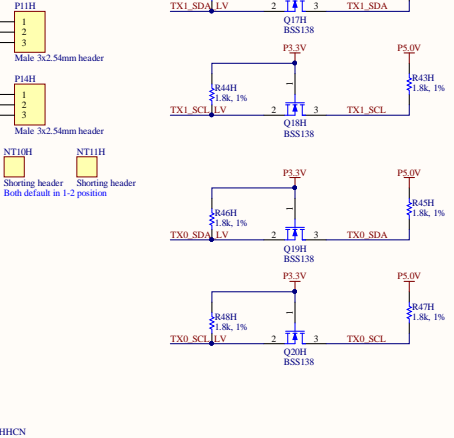 P11H
1
2
3
Male 3x2.54mm header
P14H
1
2
3
Male 3x2.54mm header
NT10H
NT11H
Shorting header
Shorting header
Both default in 1-2 position
TX1_SDA_LV
2
3
TX1_SDA
Q17H
BSS138
P3.3V
P5.0V
R44H
1.8k, 1%
1
R43H
1.8k, 1%
TX1_SCL_LV
2
3
TX1_SCL
Q18H
BSS138
P3.3V
P5.0V
R46H
1.8k, 1%
1
R45H
1.8k, 1%
TX0_SDA_LV
2
3
TX0_SDA
Q19H
BSS138
P3.3V
P5.0V
R48H
1.8k, 1%
1
R47H
1.8k, 1%
TX0_SCL_LV
2
3
TX0_SCL
Q20H
BSS138
HHCN